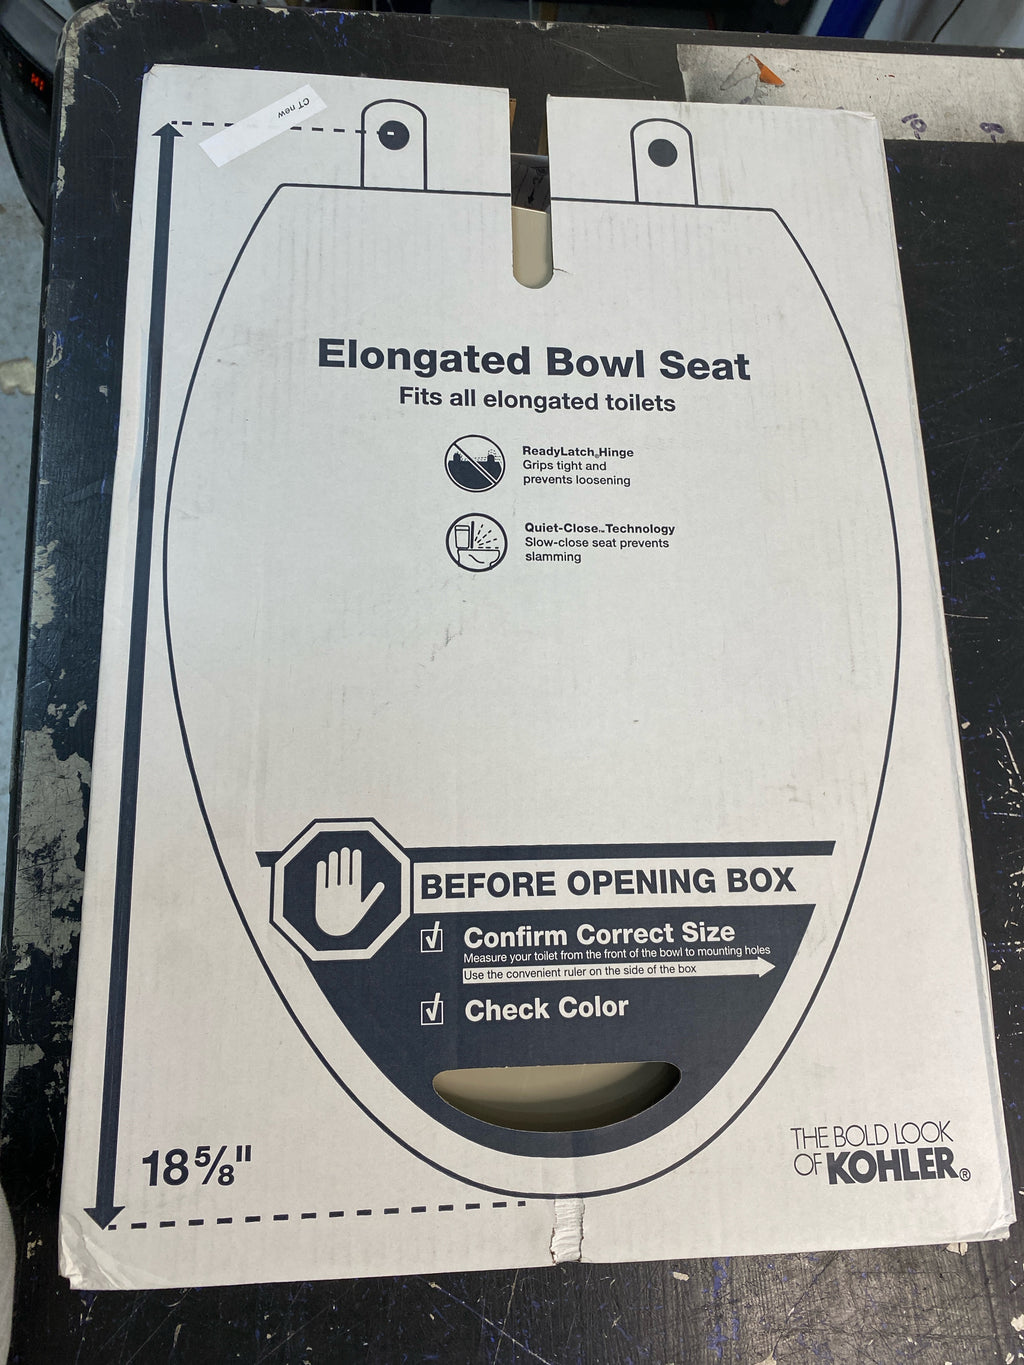 CT new
Elongated Bowl Seat
Fits all elongated toilets
ReadyLatch® Hinge
Grips tight and
prevents loosening
Quiet-Close™ Technology
Slow-close seat prevents
slamming
BEFORE OPENING BOX
Confirm Correct Size
Measure your toilet from the front of the bowl to mounting holes
Use the convenient ruler on the side of the box
Check Color
18 5/8"
THE BOLD LOOK
OF KOHLER®